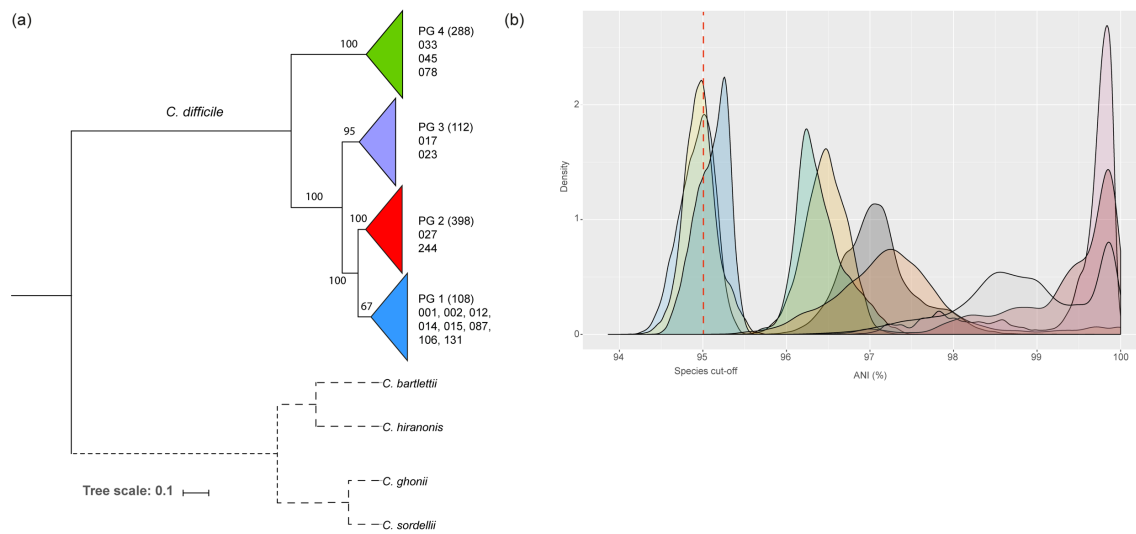 (a)
100
PG 4 (288)
033
045
078
C. difficile
95
PG 3 (112)
017
023
100
100
PG 2 (398)
027
244
100
67
PG 1 (108)
001, 002, 012,
014, 015, 087,
106, 131
C. bartlettii
C. hiranonis
C. ghonii
C. sordellii
Tree scale: 0.1
(b)
Density
2
1
0
94 95 96 97 98 99 100
Species cut-off
ANI (%)